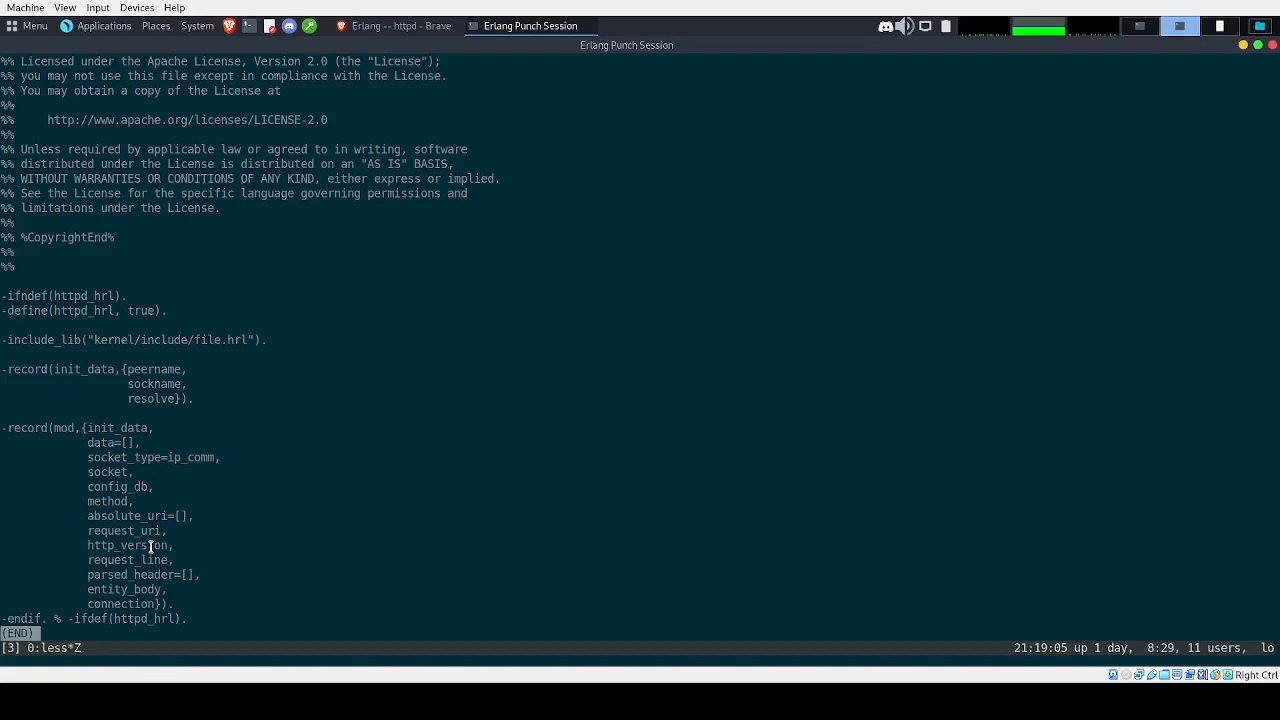 Machine View Input Devices Help
Menu Applications Places System Erlang -- httpd - Brave Erlang Punch Session
Erlang Punch Session
%% Licensed under the Apache License, Version 2.0 (the "License");
%% you may not use this file except in compliance with the License.
%% You may obtain a copy of the License at
%%
%%     http://www.apache.org/licenses/LICENSE-2.0
%%
%% Unless required by applicable law or agreed to in writing, software
%% distributed under the License is distributed on an "AS IS" BASIS,
%% WITHOUT WARRANTIES OR CONDITIONS OF ANY KIND, either express or implied.
%% See the License for the specific language governing permissions and
%% limitations under the License.
%%
%% %CopyrightEnd%
%%
%%
-ifndef(httpd_hrl).
-define(httpd_hrl, true).
-include_lib("kernel/include/file.hrl").
-record(init_data,{peername,
                   sockname,
                   resolve}).
-record(mod,{init_data,
             data=[],
             socket_type=ip_comm,
             socket,
             config_db,
             method,
             absolute_uri=[],
             request_uri,
             http_version,
             request_line,
             parsed_header=[],
             entity_body,
             connection}).
-endif. % -ifdef(httpd_hrl).
(END)
[3] 0:less*Z 21:19:05 up 1 day,  8:29, 11 users,  lo
Right Ctrl